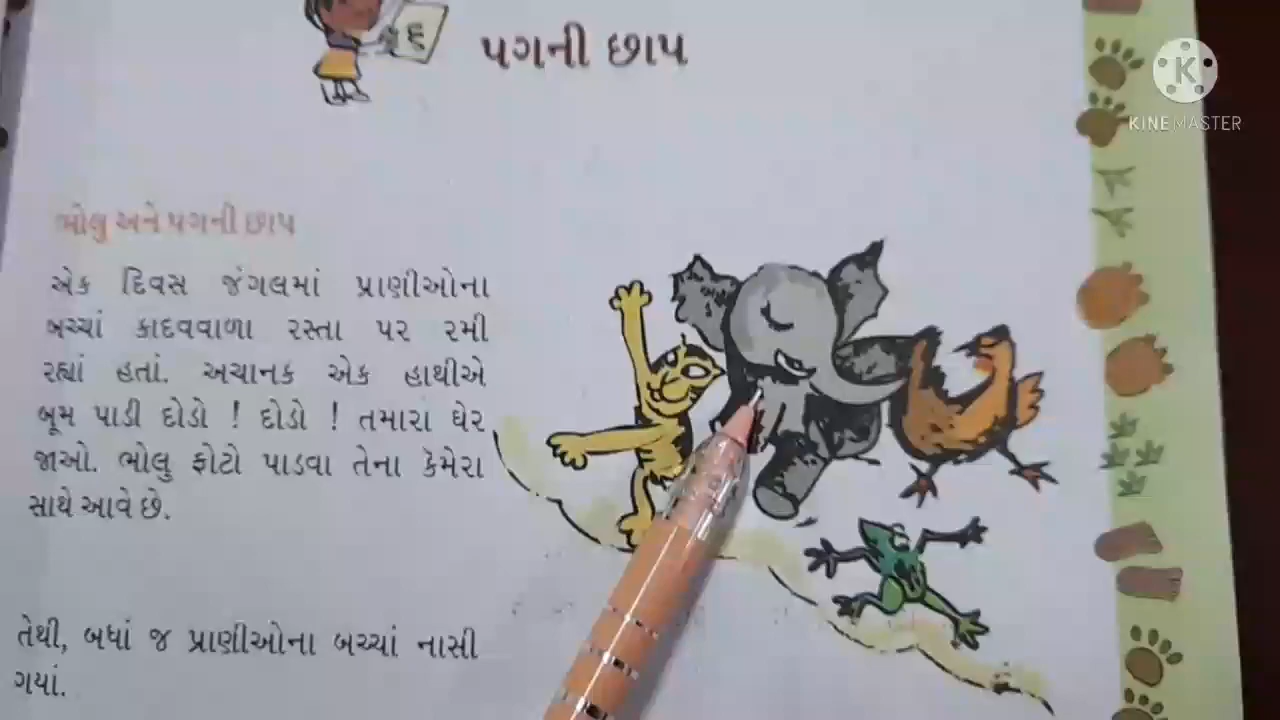 ૬
પગની છાપ
K
KINEMASTER
ભોલુ અને પગની છાપ
એક દિવસ જંગલમાં પ્રાણીઓના
બચ્ચાં કાદવવાળા રસ્તા પર રમી
રહ્યાં હતાં. અચાનક એક હાથીએ
બૂમ પાડી દોડો ! દોડો ! તમારા ઘેર
જાઓ. ભોલુ ફોટો પાડવા તેના કેમેરા
સાથે આવે છે.
તેથી, બધાં જ પ્રાણીઓના બચ્ચાં નાસી
ગયાં.